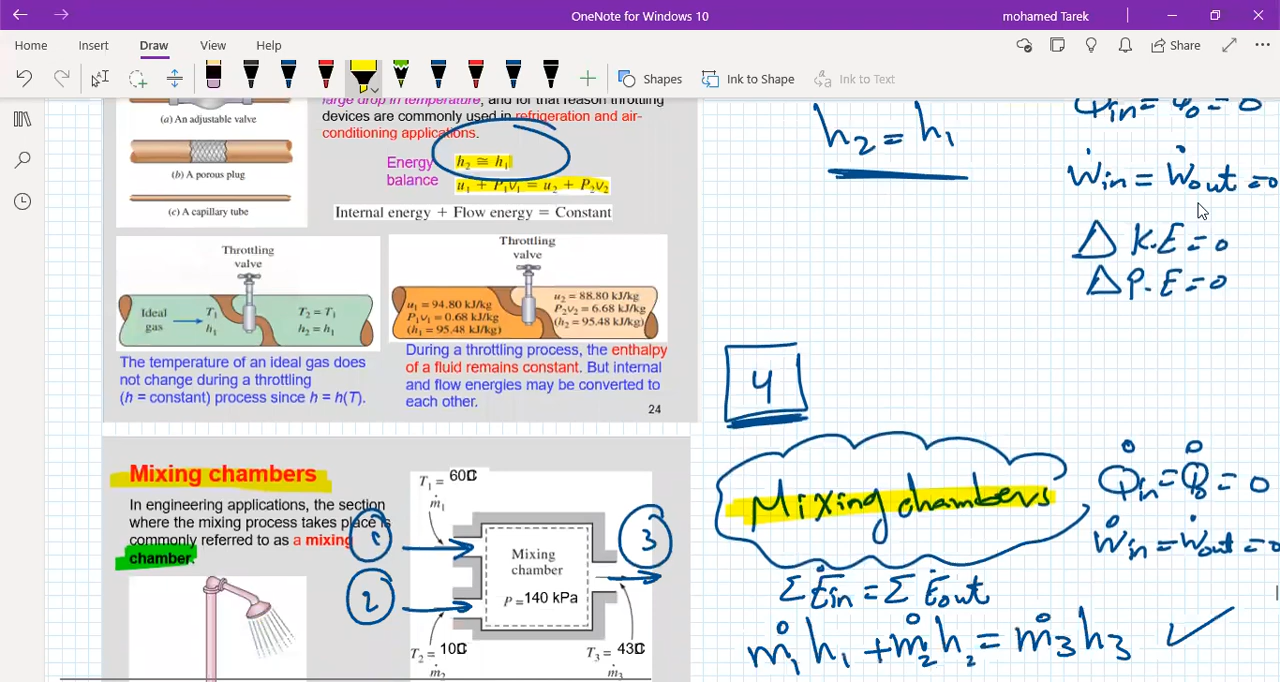 OneNote for Windows 10
mohamed Tarek
Home Insert Draw View Help
Share
Shapes
Ink to Shape
Ink to Text
large drop in temperature, and for that reason throttling
devices are commonly used in refrigeration and air-
conditioning applications.
(a) An adjustable valve
(b) A porous plug
(c) A capillary tube
Energy
balance
h₂ ≅ h₁
u₁ + P₁v₁ = u₂ + P₂v₂
Internal energy + Flow energy = Constant
Throttling
valve
Ideal
gas
T₁
h₁
T₂ = T₁
h₂ = h₁
The temperature of an ideal gas does
not change during a throttling
(h = constant) process since h = h(T).
Throttling
valve
u₁ = 94.80 kJ/kg
P₁v₁ = 0.68 kJ/kg
(h₁ = 95.48 kJ/kg)
u₂ = 88.80 kJ/kg
P₂v₂ = 6.68 kJ/kg
(h₂ = 95.48 kJ/kg)
During a throttling process, the enthalpy
of a fluid remains constant. But internal
and flow energies may be converted to
each other.
24
h₂ = h₁
Ẇin = Ẇout = 0
Δ K.E = 0
Δ P.E = 0
4
Mixing chambers
In engineering applications, the section
where the mixing process takes place is
commonly referred to as a mixing
chamber.
T₁ = 60
ṁ₁
1
2
3
Mixing
chamber
P = 140 kPa
T₂ = 10
ṁ₂
T₃ = 43
ṁ₃
Mixing chambers
Q̇in = Q̇o = 0
Ẇin = Ẇout = 0
ΣĖin = ΣĖout
ṁ₁h₁ + ṁ₂h₂ = ṁ₃h₃